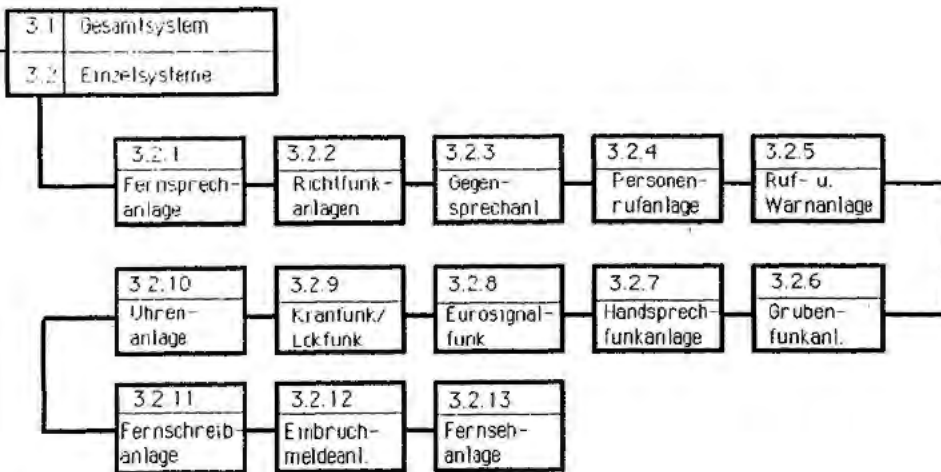 3.1 Gesamtsystem
3.2 Einzelsysteme
3.2.1
Fernsprech-
anlage
3.2.2
Richtfunk-
anlagen
3.2.3
Gegen-
sprechanl.
3.2.4
Personen-
rufanlage
3.2.5
Ruf- u.
Warnanlage
3.2.6
Gruben-
funkanl.
3.2.7
Handsprech-
funkanlage
3.2.8
Eurosignal-
funk
3.2.9
Kranfunk/
Lokfunk
3.2.10
Uhren-
anlage
3.2.11
Fernschreib-
anlage
3.2.12
Einbruch-
meldeanl.
3.2.13
Fernseh-
anlage